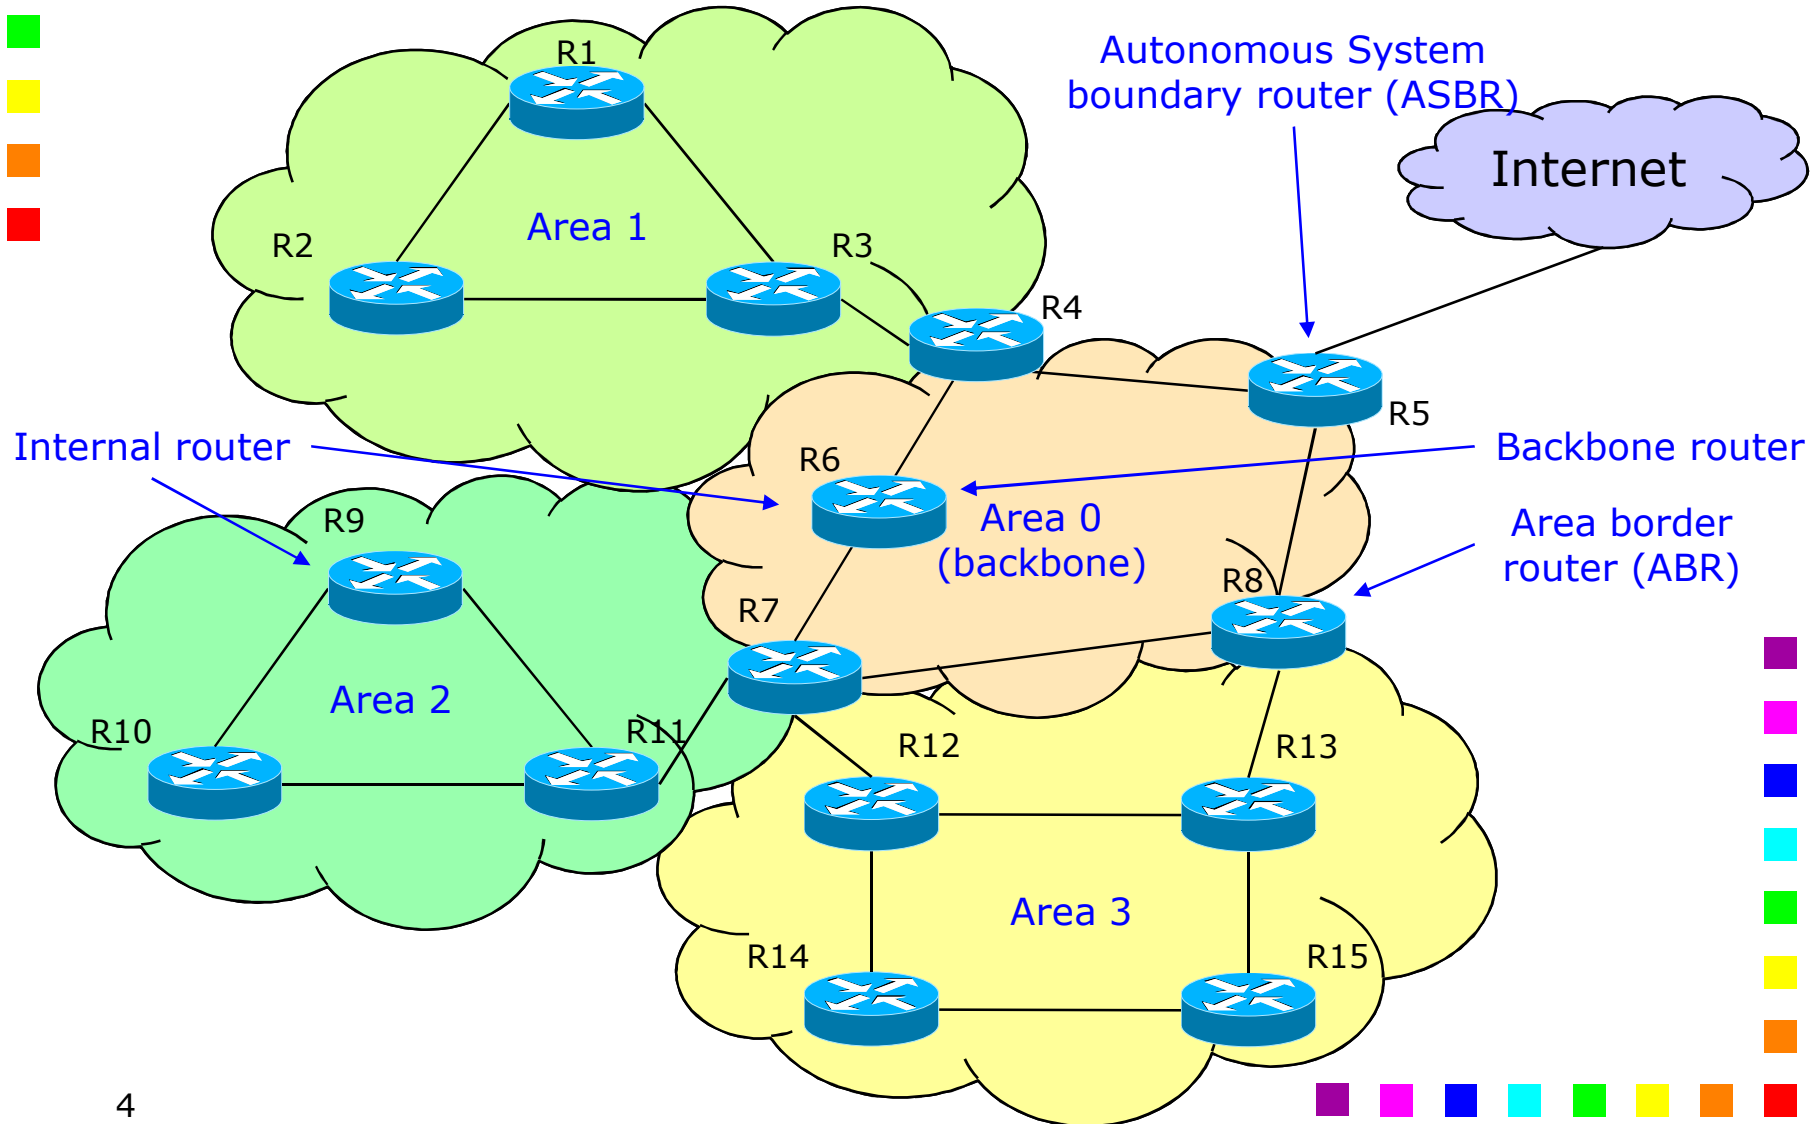 R1
Autonomous System
boundary router (ASBR)
Internet
Area 1
R2
R3
R4
R5
Internal router
R6
Backbone router
R9
Area 0
(backbone)
Area border
router (ABR)
R7
R8
Area 2
R10
R11
R12
R13
Area 3
R14
R15
4